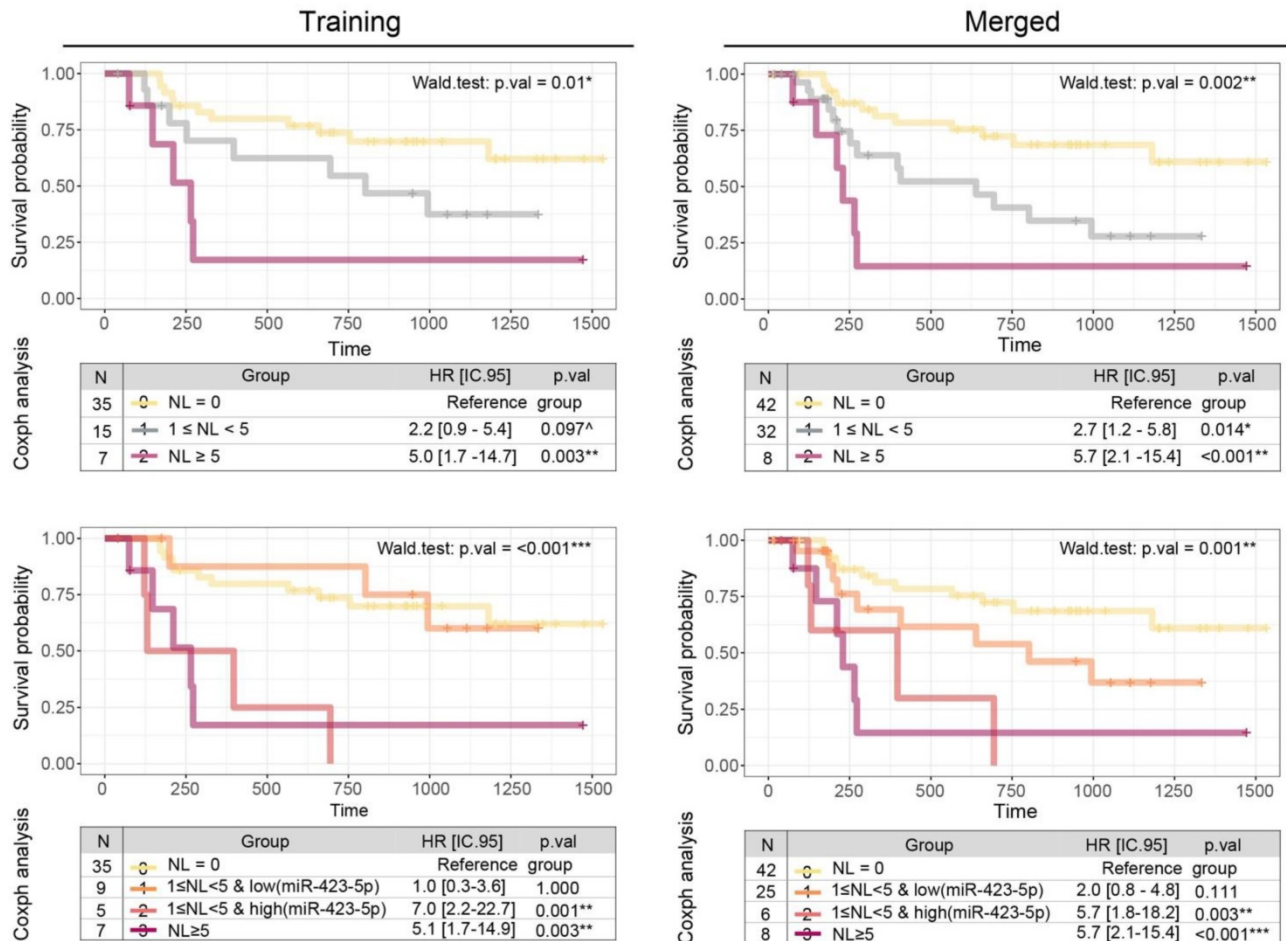 Training
Merged
Survival probability
1.00
0.75
0.50
0.25
0.00
Wald.test: p.val = 0.01*
0 250 500 750 1000 1250 1500
Time
Coxph analysis
N Group HR [IC.95] p.val
35 0 NL = 0 Reference group
15 1 1 ≤ NL < 5 2.2 [0.9 - 5.4] 0.097^
7 2 NL ≥ 5 5.0 [1.7 -14.7] 0.003**
Survival probability
1.00
0.75
0.50
0.25
0.00
Wald.test: p.val = 0.002**
0 250 500 750 1000 1250 1500
Time
Coxph analysis
N Group HR [IC.95] p.val
42 0 NL = 0 Reference group
32 1 1 ≤ NL < 5 2.7 [1.2 - 5.8] 0.014*
8 2 NL ≥ 5 5.7 [2.1 -15.4] <0.001**
Survival probability
1.00
0.75
0.50
0.25
0.00
Wald.test: p.val = <0.001***
0 250 500 750 1000 1250 1500
Time
Coxph analysis
N Group HR [IC.95] p.val
35 0 NL = 0 Reference group
9 1 1≤NL<5 & low(miR-423-5p) 1.0 [0.3-3.6] 1.000
5 2 1≤NL<5 & high(miR-423-5p) 7.0 [2.2-22.7] 0.001**
7 3 NL≥5 5.1 [1.7-14.9] 0.003**
Survival probability
1.00
0.75
0.50
0.25
0.00
Wald.test: p.val = 0.001**
0 250 500 750 1000 1250 1500
Time
Coxph analysis
N Group HR [IC.95] p.val
42 0 NL = 0 Reference group
25 1 1≤NL<5 & low(miR-423-5p) 2.0 [0.8 - 4.8] 0.111
6 2 1≤NL<5 & high(miR-423-5p) 5.7 [1.8-18.2] 0.003**
8 3 NL≥5 5.7 [2.1-15.4] <0.001***